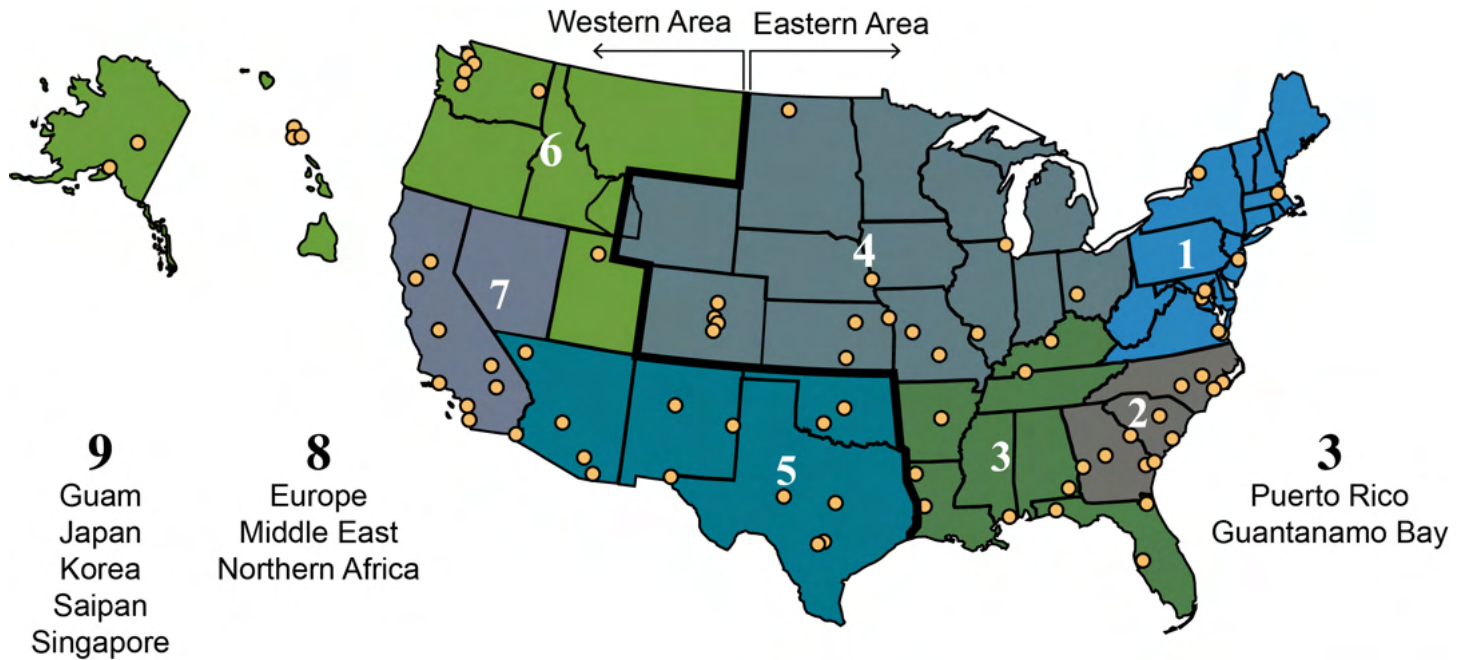 Western Area
Eastern Area
6
4
1
7
2
3
5
9
Guam
Japan
Korea
Saipan
Singapore
8
Europe
Middle East
Northern Africa
3
Puerto Rico
Guantanamo Bay